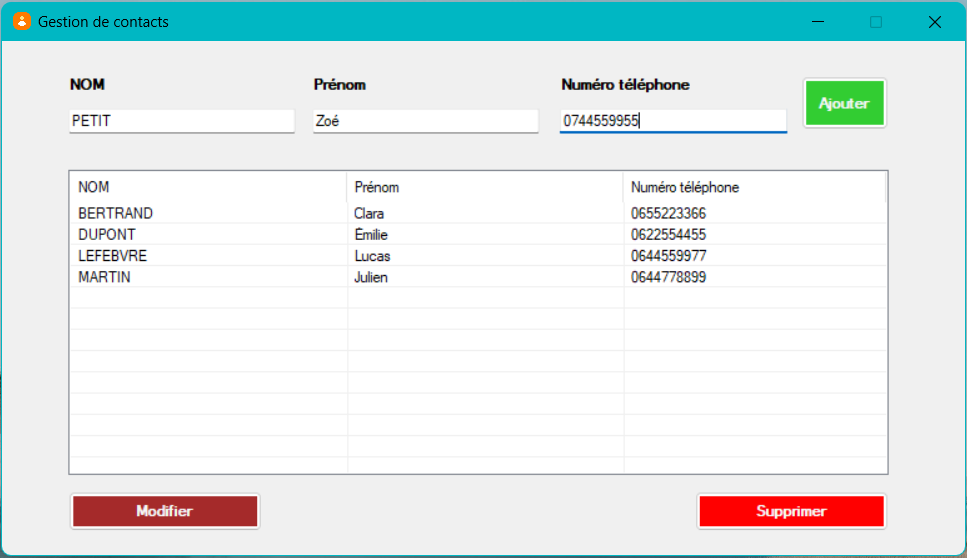 Gestion de contacts
NOM Prénom Numéro téléphone
Ajouter
PETIT Zoé 0744559955
NOM Prénom Numéro téléphone
BERTRAND Clara 0655223366
DUPONT Émilie 0622554455
LEFEBVRE Lucas 0644559977
MARTIN Julien 0644778899
Modifier Supprimer